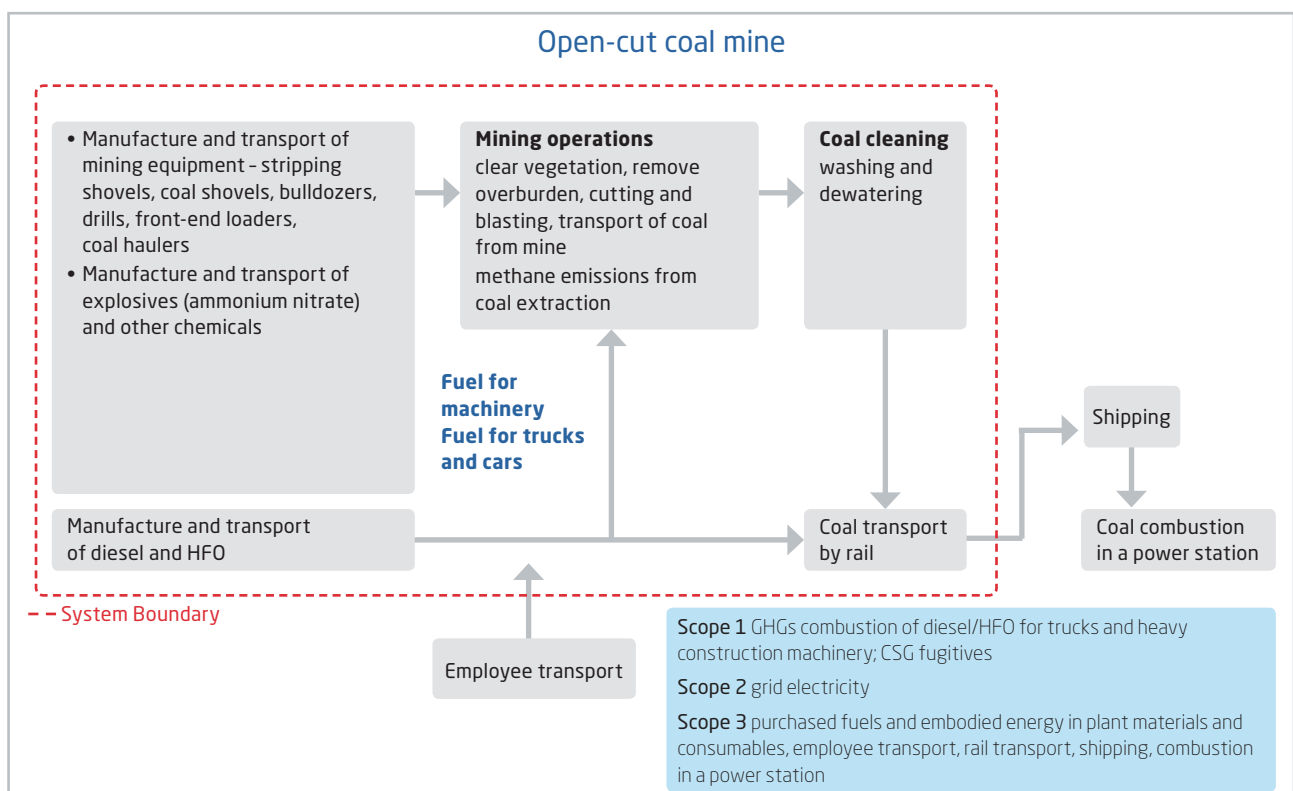 Open-cut coal mine
• Manufacture and transport of
mining equipment – stripping
shovels, coal shovels, bulldozers,
drills, front-end loaders,
coal haulers
• Manufacture and transport of
explosives (ammonium nitrate)
and other chemicals
Mining operations
clear vegetation, remove
overburden, cutting and
blasting, transport of coal
from mine
methane emissions from
coal extraction
Coal cleaning
washing and
dewatering
Fuel for
machinery
Fuel for trucks
and cars
Shipping
Manufacture and transport
of diesel and HFO
Coal transport
by rail
Coal combustion
in a power station
System Boundary
Employee transport
Scope 1 GHGs combustion of diesel/HFO for trucks and heavy
construction machinery; CSG fugitives
Scope 2 grid electricity
Scope 3 purchased fuels and embodied energy in plant materials and
consumables, employee transport, rail transport, shipping, combustion
in a power station